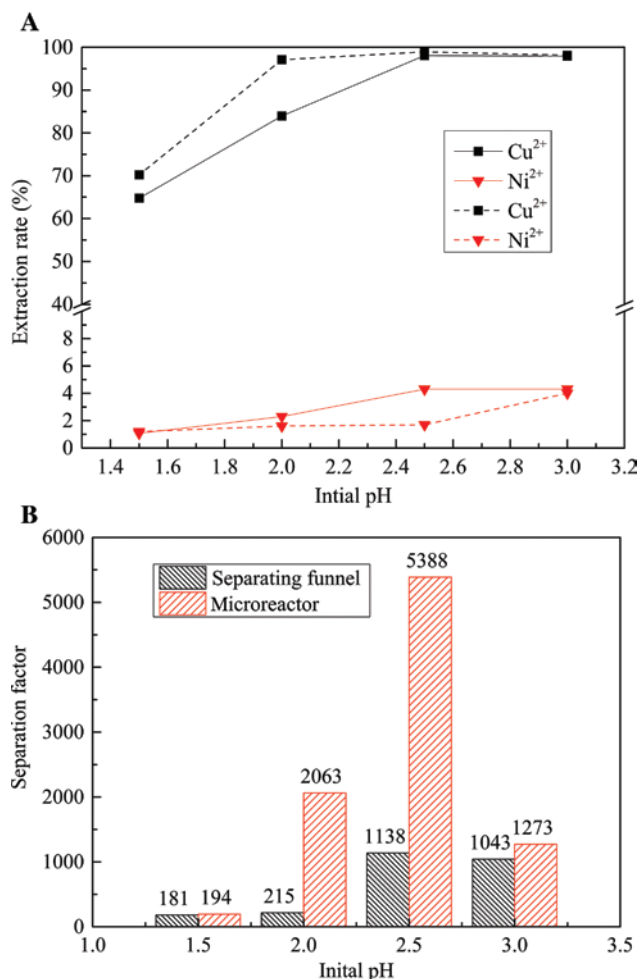 A
Extraction rate (%)
100
90
80
70
60
50
40
8
6
4
2
0
Cu²⁺
Ni²⁺
Cu²⁺
Ni²⁺
1.4 1.6 1.8 2.0 2.2 2.4 2.6 2.8 3.0 3.2
Intial pH
B
Separation factor
6000
5000
4000
3000
2000
1000
0
Separating funnel
Microreactor
181 194 215 2063 1138 5388 1043 1273
1.0 1.5 2.0 2.5 3.0 3.5
Inital pH